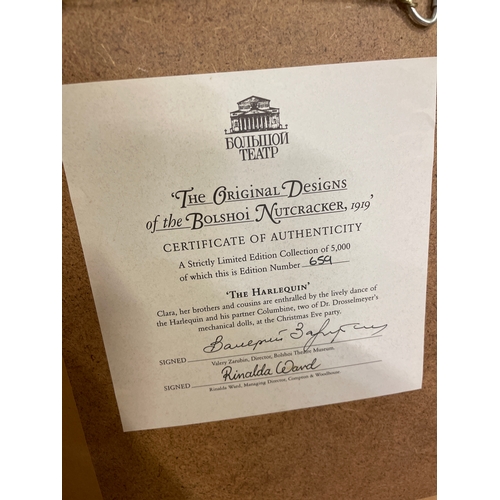 БОЛЬШОЙ
ТЕАТР
'THE ORIGINAL DESIGNS
of the BOLSHOI NUTCRACKER, 1919'
CERTIFICATE OF AUTHENTICITY
A Strictly Limited Edition Collection of 5,000
of which this is Edition Number 659
'THE HARLEQUIN'
Clara, her brothers and cousins are enthralled by the lively dance of
the Harlequin and his partner Columbine, two of Dr. Drosselmeyer's
mechanical dolls, at the Christmas Eve party.
SIGNED
Valery Zarubin, Director, Bolshoi Theatre Museum.
SIGNED Rinalda Ward
Rinalda Ward, Managing Director, Compton & Woodhouse.